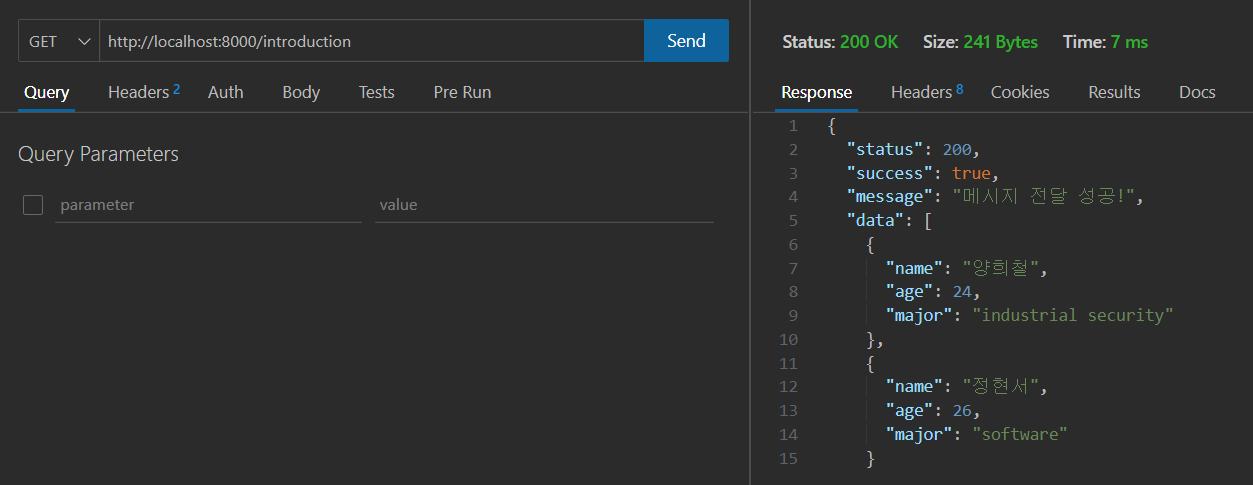 GET http://localhost:8000/introduction Send
Query Headers 2 Auth Body Tests Pre Run
Query Parameters
parameter value
Status: 200 OK Size: 241 Bytes Time: 7 ms
Response Headers 8 Cookies Results Docs
1 {
2 "status": 200,
3 "success": true,
4 "message": "메시지 전달 성공!",
5 "data": [
6 {
7 "name": "양희철",
8 "age": 24,
9 "major": "industrial security"
10 },
11 {
12 "name": "정현서",
13 "age": 26,
14 "major": "software"
15 }